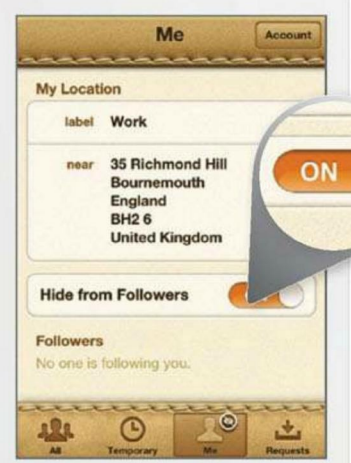 Me
Account
My Location
label Work
near 35 Richmond Hill
Bournemouth
England
BH2 6
United Kingdom
ON
Hide from Followers
Followers
No one is following you.
All
Temporary
Me
Requests